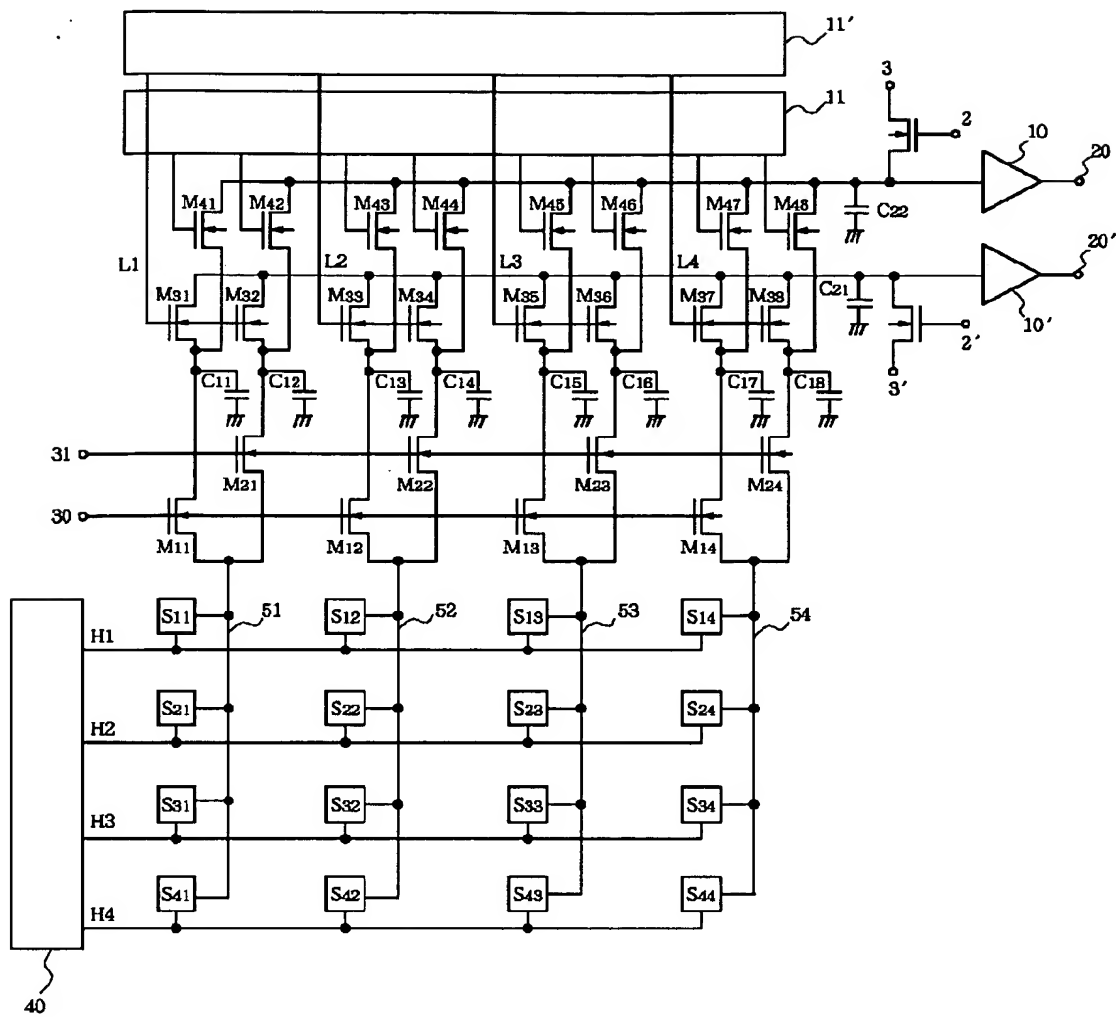 11'
11
3
2
10
20
M41 M42 M43 M44 M45 M46 M47 M48
C22
L1 L2 L3 L4
20'
M31 M32 M33 M34 M35 M36 M37 M38
C21
10'
2'
3'
C11 C12 C13 C14 C15 C16 C17 C18
31
M21 M22 M23 M24
30
M11 M12 M13 M14
S11 51 S12 52 S13 53 S14 54
H1
S21 S22 S23 S24
H2
S31 S32 S33 S34
H3
S41 S42 S43 S44
H4
40